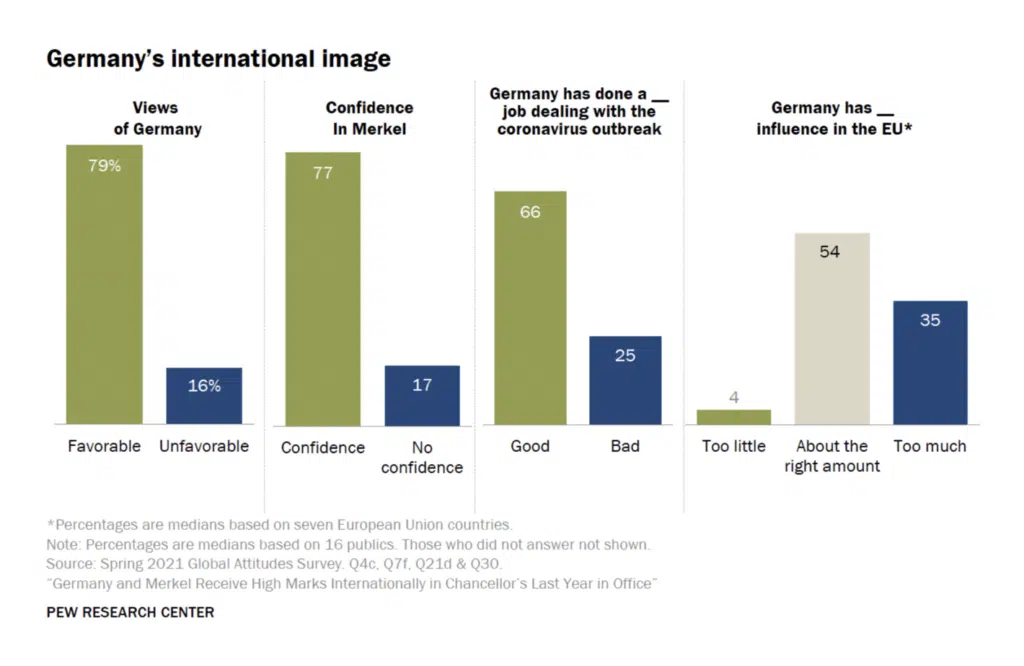 Germany's international image
Views
of Germany
79%
16%
Favorable
Unfavorable
Confidence
In Merkel
77
17
Confidence
No
confidence
Germany has done a __
job dealing with the
coronavirus outbreak
66
25
Good
Bad
Germany has __
influence in the EU*
4
54
35
Too little
About the
right amount
Too much
*Percentages are medians based on seven European Union countries.
Note: Percentages are medians based on 16 publics. Those who did not answer not shown.
Source: Spring 2021 Global Attitudes Survey. Q4c, Q7f, Q21d & Q30.
"Germany and Merkel Receive High Marks Internationally in Chancellor's Last Year in Office"
PEW RESEARCH CENTER